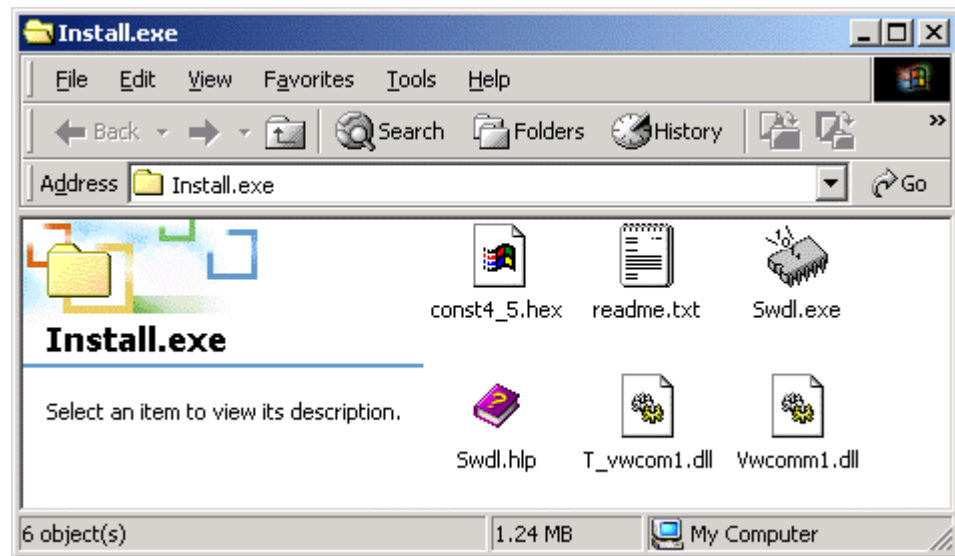 Install.exe
File Edit View Favorites Tools Help
Back Search Folders History »
Address Install.exe Go
Install.exe
Select an item to view its description.
const4_5.hex readme.txt Swdl.exe
Swdl.hlp T_vwcom1.dll Vwcomm1.dll
6 object(s) 1.24 MB My Computer